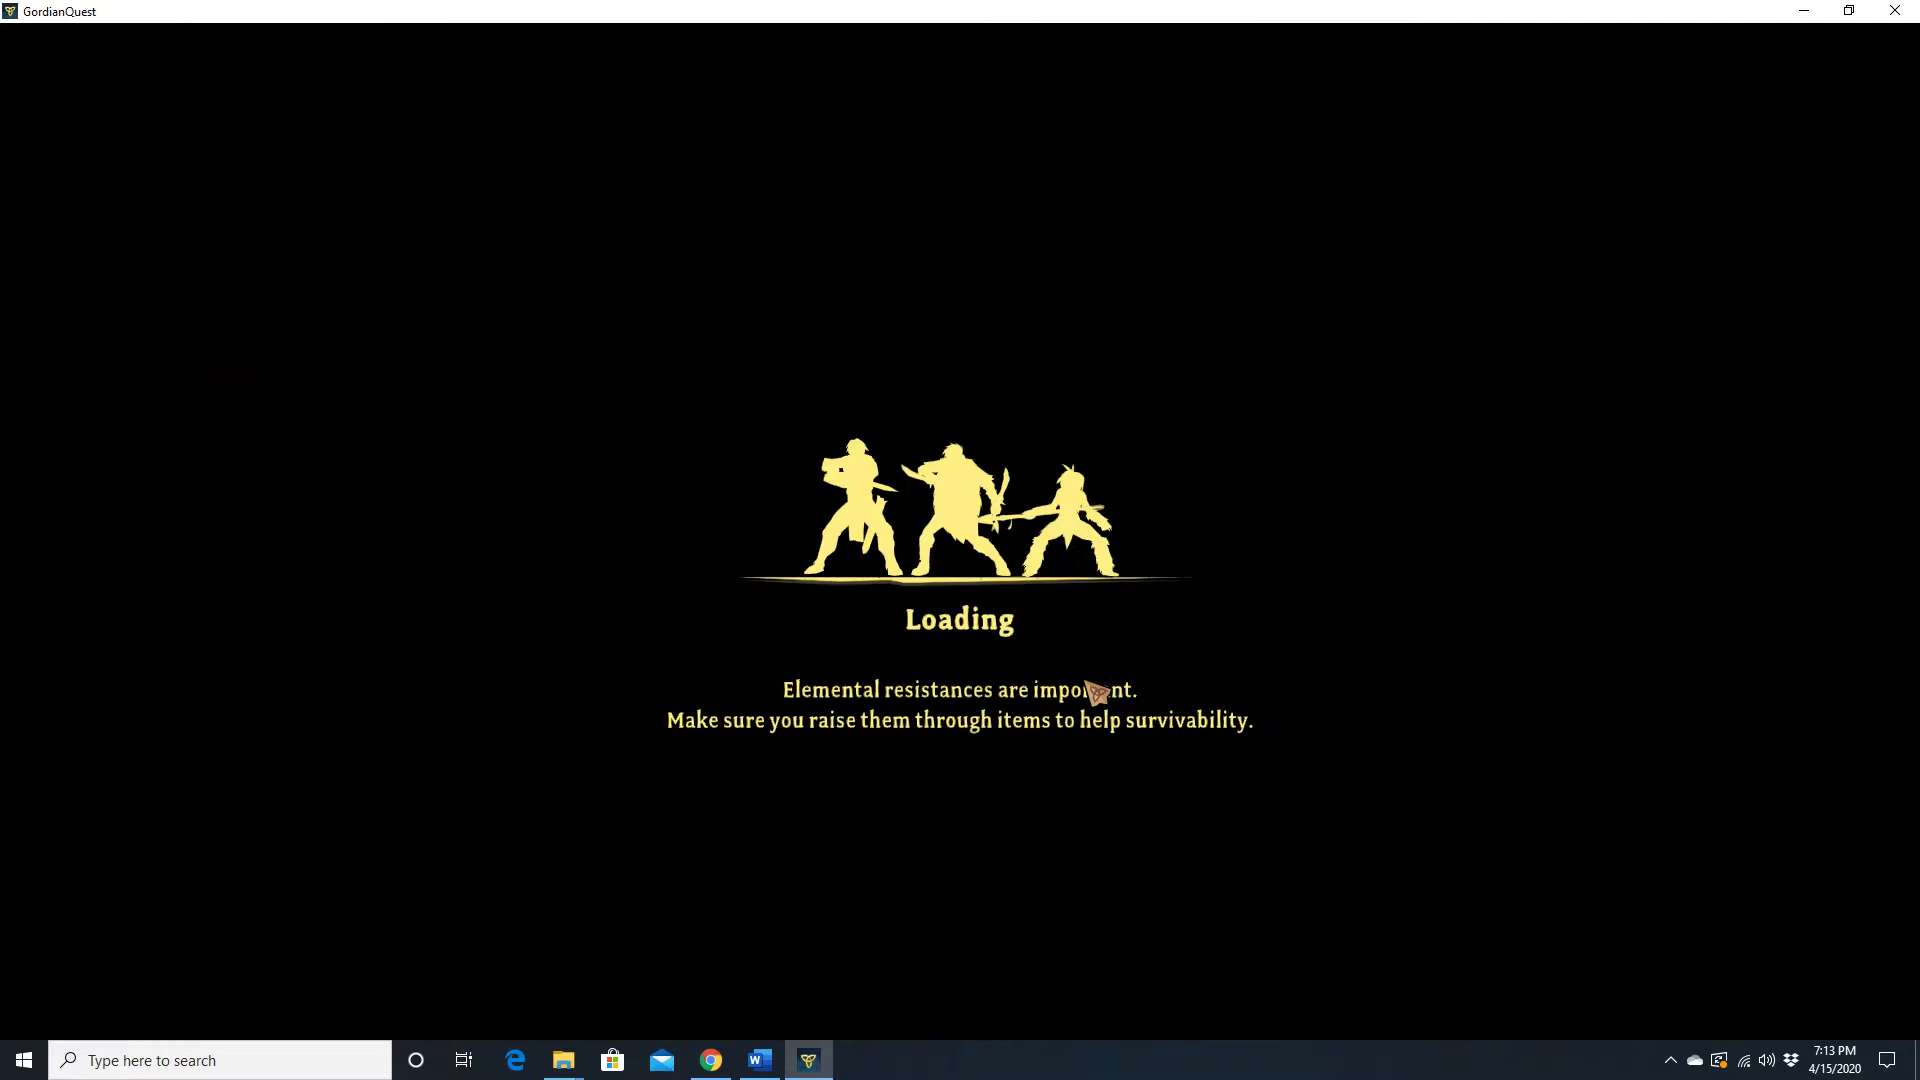 GordianQuest
Loading
Elemental resistances are
Make sure you raise them through items to help survivability.
Type here to search
7:13 PM
4/15/2020